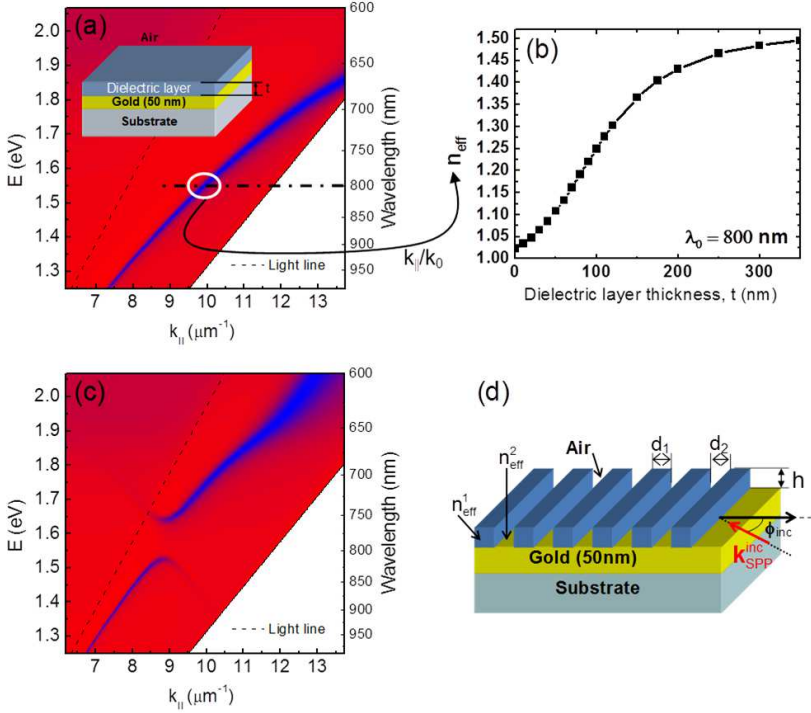 (a)
Air
Dielectric layer
t
Gold (50 nm)
Substrate
E (eV)
2.0
1.9
1.8
1.7
1.6
1.5
1.4
1.3
600
650
700
750
800
850
900
950
Wavelength (nm)
Light line
7 8 9 10 11 12 13
k|| (μm⁻¹)
k||/k₀
(b)
n_eff
1.50
1.45
1.40
1.35
1.30
1.25
1.20
1.15
1.10
1.05
1.00
λ₀ = 800 nm
0 100 200 300
Dielectric layer thickness, t (nm)
(c)
E (eV)
2.0
1.9
1.8
1.7
1.6
1.5
1.4
1.3
600
650
700
750
800
850
900
950
Wavelength (nm)
Light line
7 8 9 10 11 12 13
k|| (μm⁻¹)
(d)
Air
d₁
d₂
h
n²eff
n¹eff
ϕinc
k^inc_SPP
Gold (50nm)
Substrate